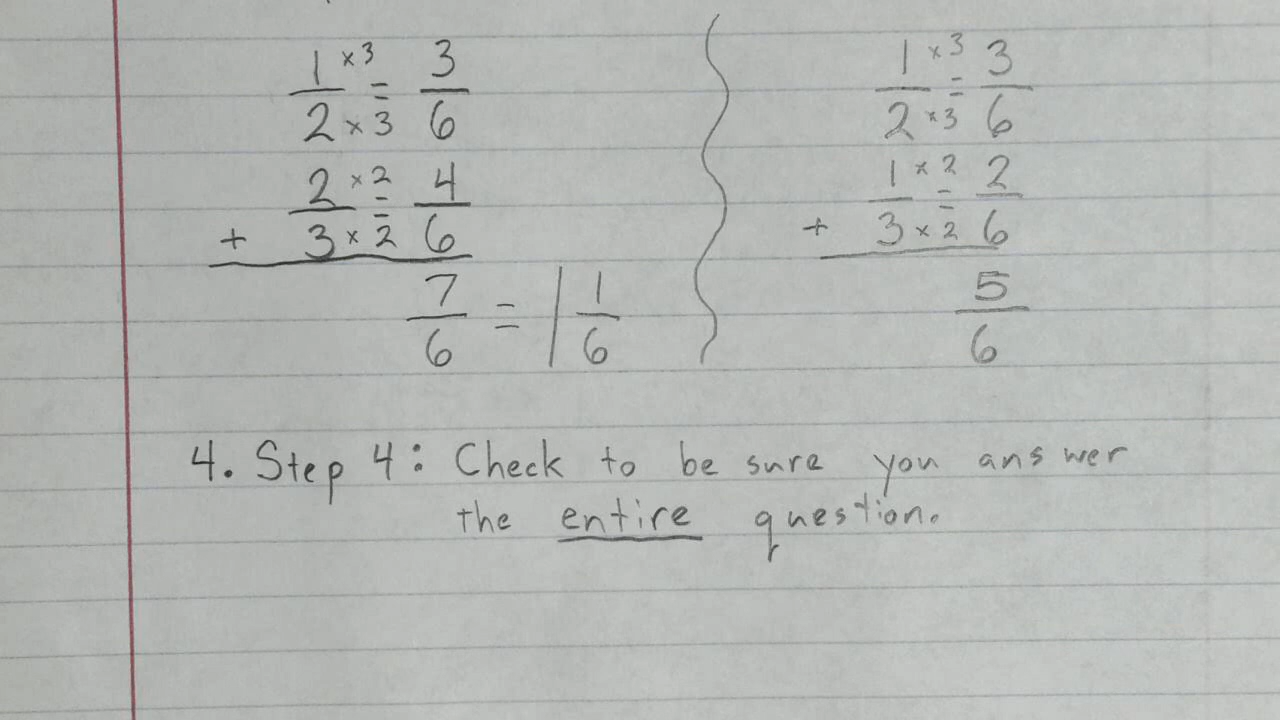 1 ×3 = 3
2 ×3 6
2 ×2 = 4
+ 3 ×2 6
7/6 = 1 1/6
1 ×3 = 3
2 ×3 6
1 ×2 = 2
+ 3 ×2 6
5/6
4. Step 4: Check to be sure you answer
the entire question.